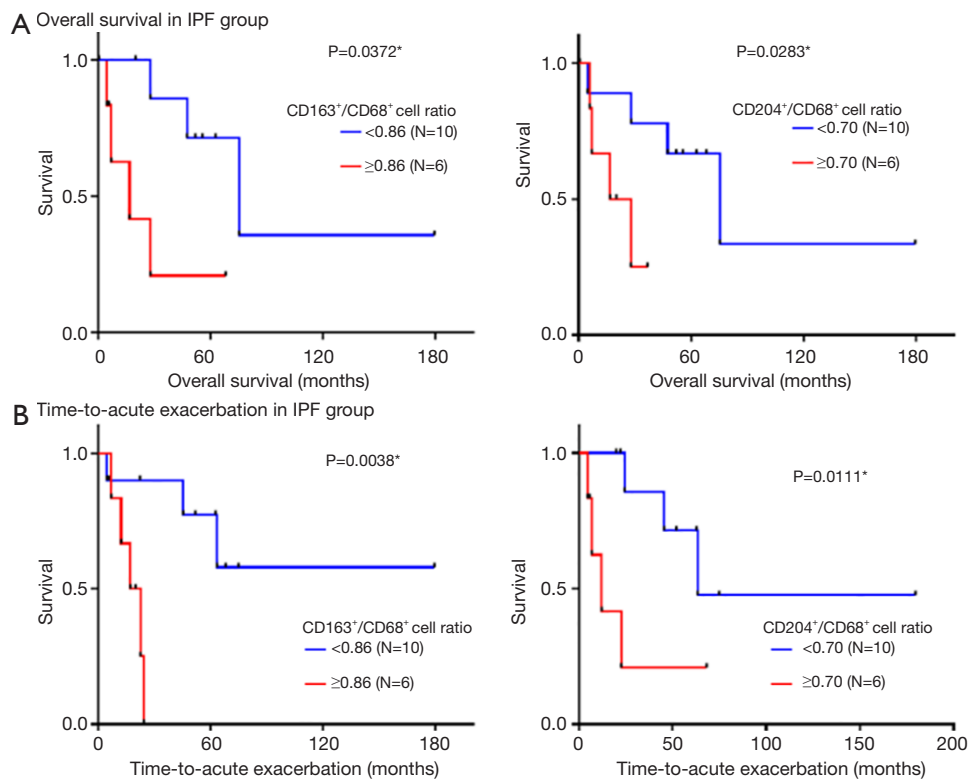 A Overall survival in IPF group
P=0.0372*
CD163⁺/CD68⁺ cell ratio
<0.86 (N=10)
≥0.86 (N=6)
Survival
1.0
0.5
0.0
0 60 120 180
Overall survival (months)
P=0.0283*
CD204⁺/CD68⁺ cell ratio
<0.70 (N=10)
≥0.70 (N=6)
Survival
1.0
0.5
0.0
0 60 120 180
Overall survival (months)
B Time-to-acute exacerbation in IPF group
P=0.0038*
CD163⁺/CD68⁺ cell ratio
<0.86 (N=10)
≥0.86 (N=6)
Survival
1.0
0.5
0.0
0 60 120 180
Time-to-acute exacerbation (months)
P=0.0111*
CD204⁺/CD68⁺ cell ratio
<0.70 (N=10)
≥0.70 (N=6)
Survival
1.0
0.5
0.0
0 50 100 150 200
Time-to-acute exacerbation (months)